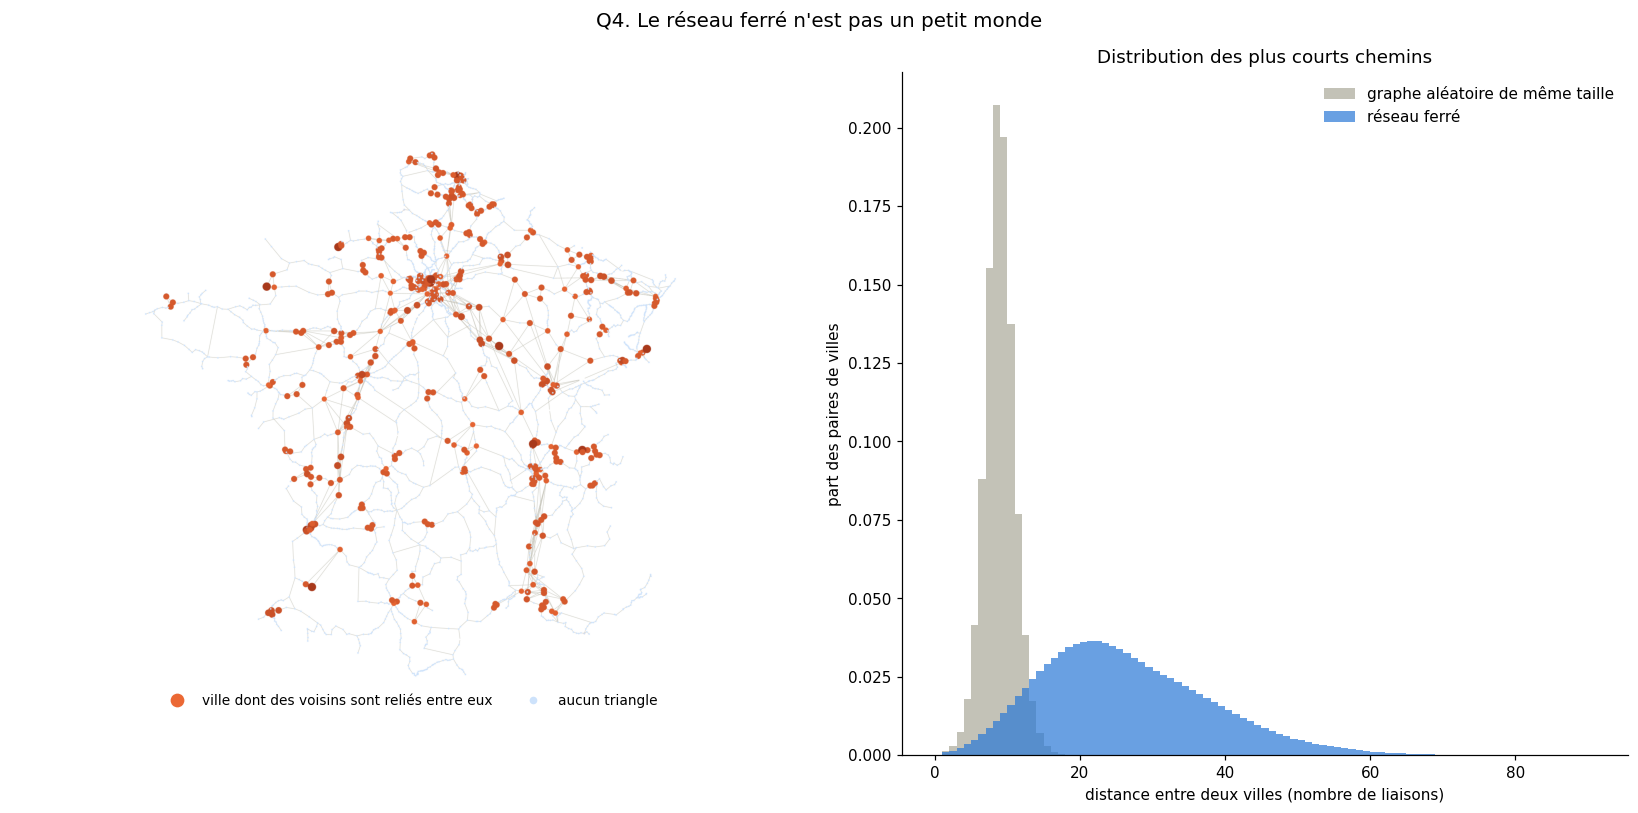 Q4. Le réseau ferré n'est pas un petit monde
ville dont des voisins sont reliés entre eux
aucun triangle
Distribution des plus courts chemins
graphe aléatoire de même taille
réseau ferré
part des paires de villes
0.200
0.175
0.150
0.125
0.100
0.075
0.050
0.025
0.000
0 20 40 60 80
distance entre deux villes (nombre de liaisons)